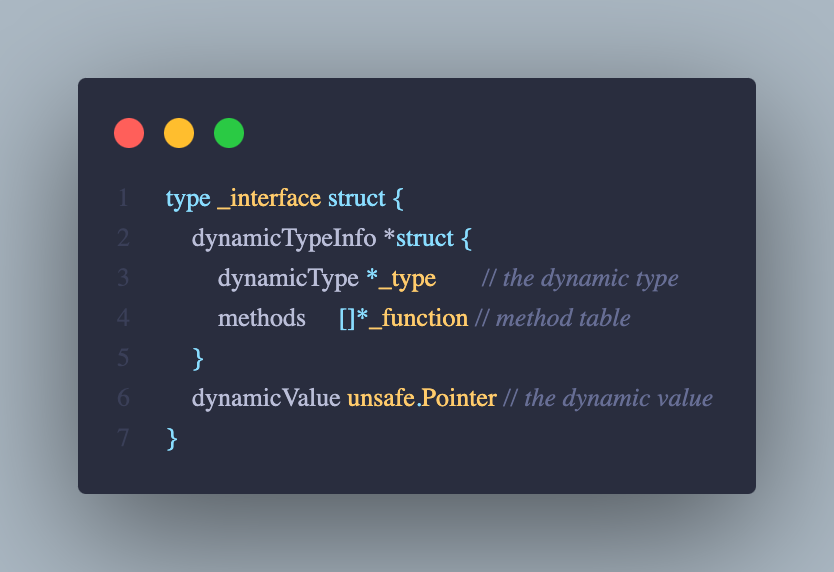 1 type _interface struct {
2 dynamicTypeInfo *struct {
3 dynamicType *_type // the dynamic type
4 methods []*_function // method table
5 }
6 dynamicValue unsafe.Pointer // the dynamic value
7 }